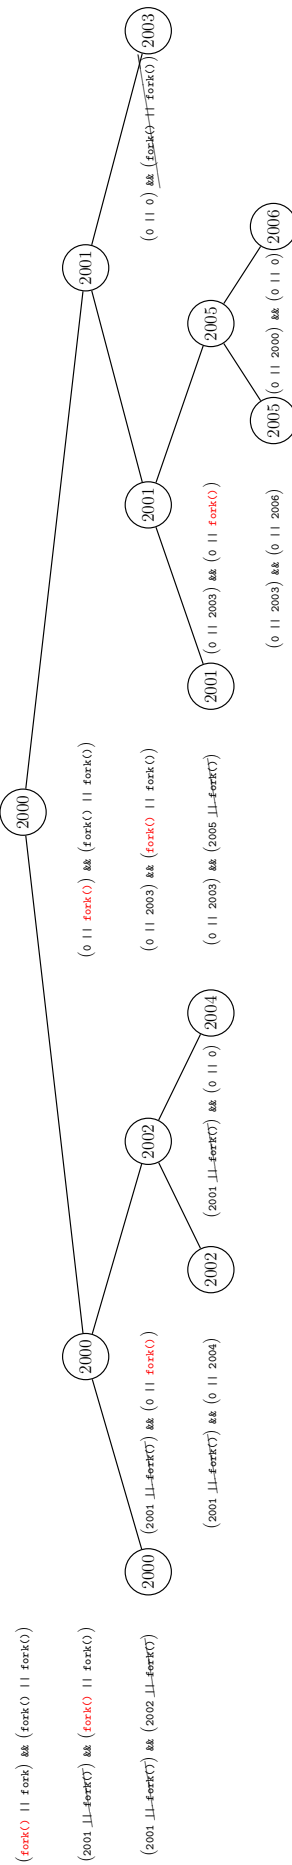 (fork() || fork) && (fork() || fork()) 2000
(2001 || fork()) && (fork() || fork()) 2000 (0 || fork()) && (fork() || fork()) 2001
(2001 || fork()) && (2002 || fork()) 2000 (2001 || fork()) && (0 || fork()) 2002 (0 || 2003) && (fork() || fork()) 2001 (0 || 0) && (fork() || fork()) 2003
(2001 || fork()) && (0 || 2004) 2002 (2001 || fork()) && (0 || 0) 2004 (0 || 2003) && (2005 || fork()) 2001 (0 || 2003) && (0 || fork()) 2005
(0 || 2003) && (0 || 2006) 2005 (0 || 2000) && (0 || 0) 2006